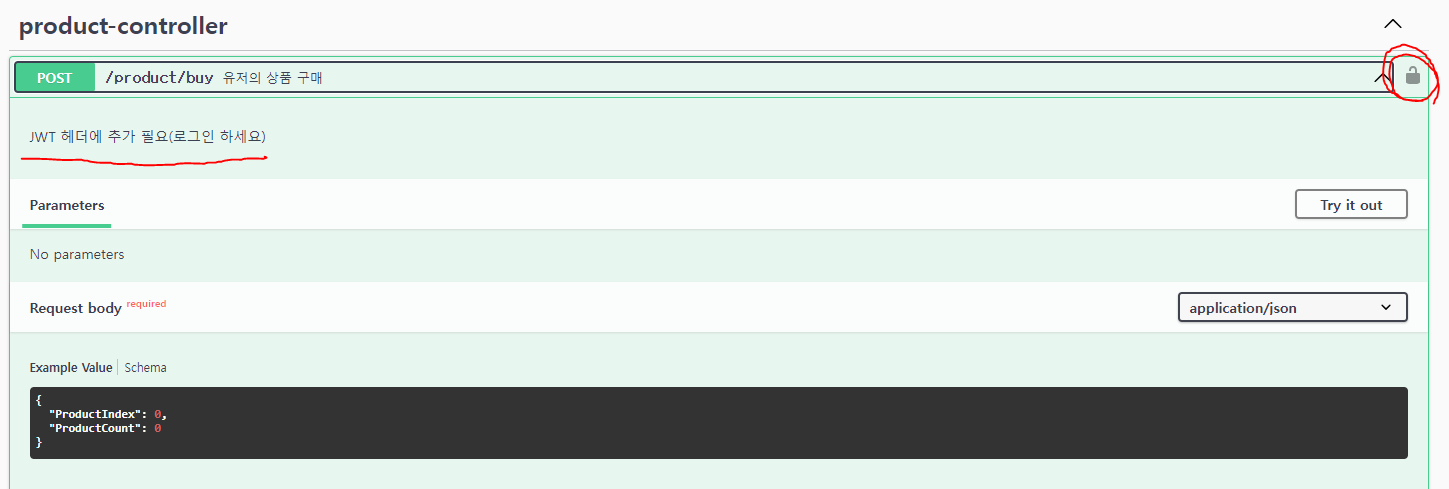 product-controller
POST /product/buy 유저의 상품 구매
JWT 헤더에 추가 필요(로그인 하세요)
Parameters
Try it out
No parameters
Request body required
application/json
Example Value Schema
{
"ProductIndex": 0,
"ProductCount": 0
}